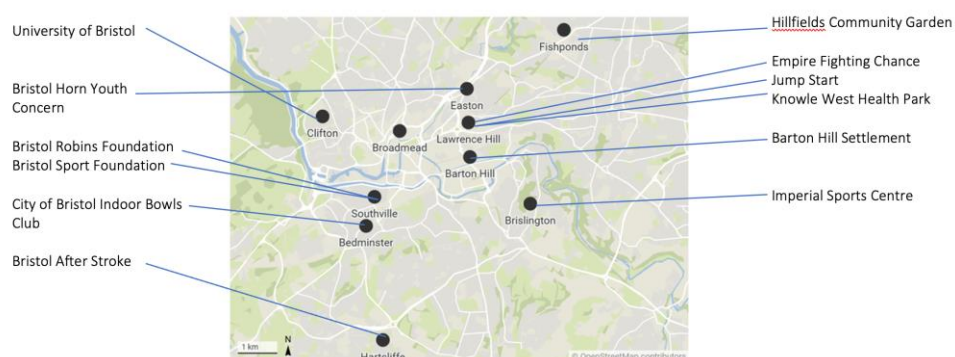 University of Bristol
Bristol Horn Youth
Concern
Bristol Robins Foundation
Bristol Sport Foundation
City of Bristol Indoor Bowls
Club
Bristol After Stroke
Fishponds
Easton
Clifton
Broadmead
Lawrence Hill
Barton Hill
Southville
Brislington
Bedminster
Hartcliffe
1 km
N
© OpenStreetMap contributors
Hillfields Community Garden
Empire Fighting Chance
Jump Start
Knowle West Health Park
Barton Hill Settlement
Imperial Sports Centre